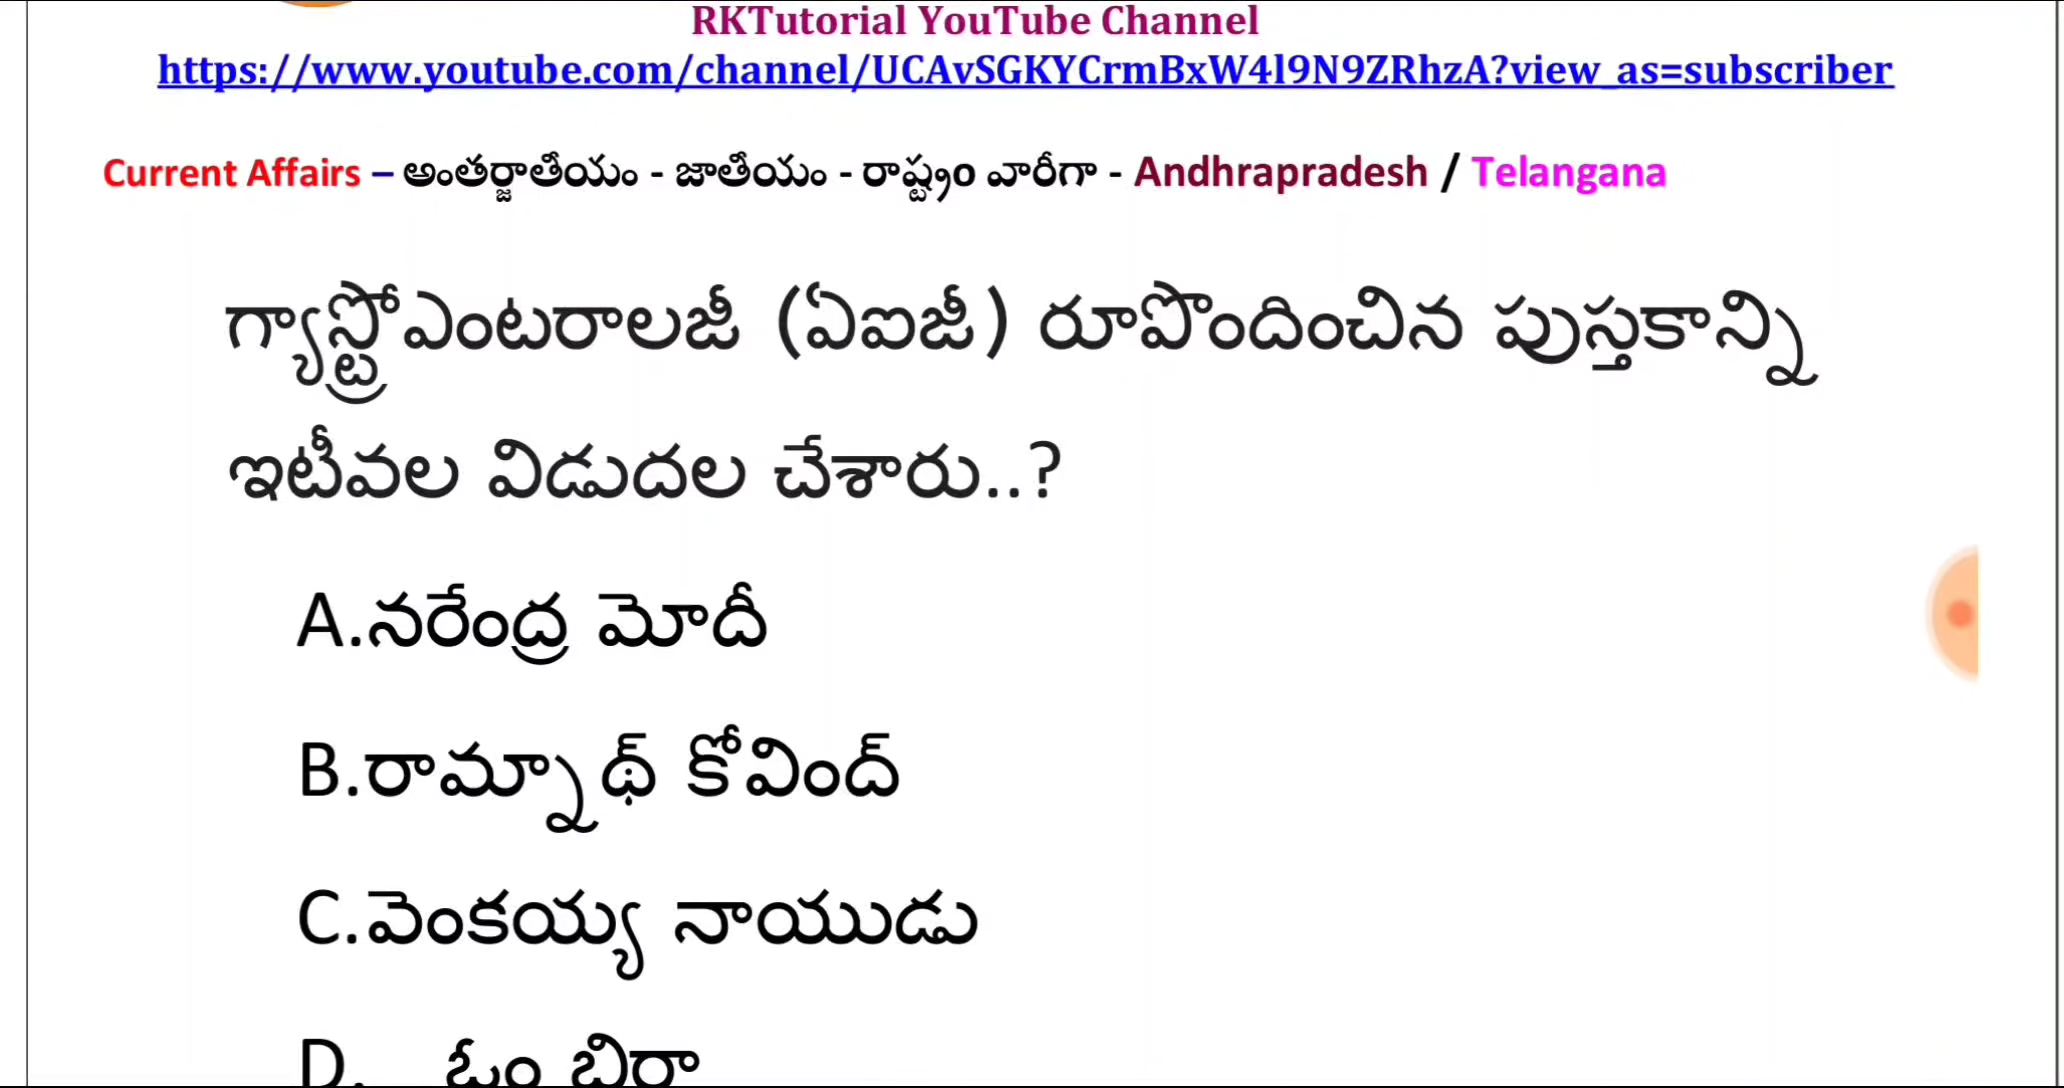 RKTutorial YouTube Channel
https://www.youtube.com/channel/UCAvSGKYCrmBxW4l9N9ZRhzA?view_as=subscriber
Current Affairs – అంతర్జాతీయం - జాతీయం - రాష్ట్రం వారీగా - Andhrapradesh / Telangana
గ్యాస్ట్రోఎంటరాలజీ (ఏఐజీ) రూపొందించిన పుస్తకాన్ని
ఇటీవల విడుదల చేశారు..?
A.నరేంద్ర మోదీ
B.రామ్నాథ్ కోవింద్
C.వెంకయ్య నాయుడు
D. ఓం బిర్లా